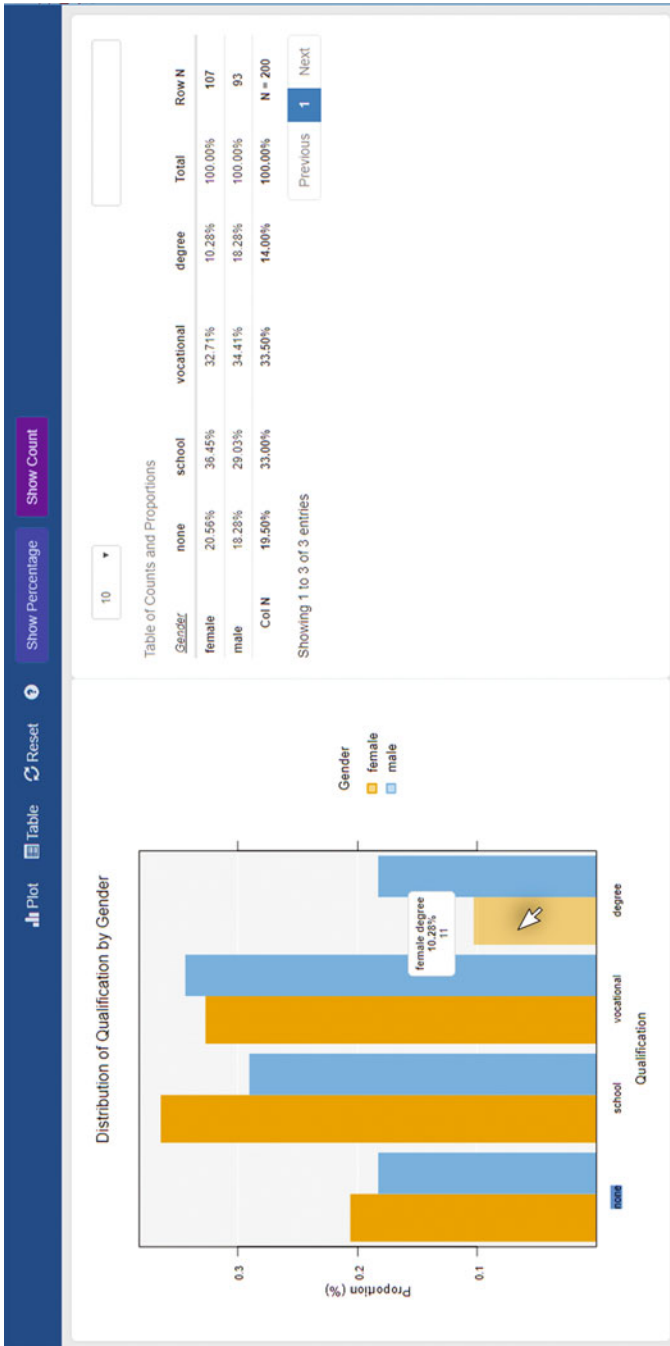 Plot Table Reset ? Show Percentage Show Count
Distribution of Qualification by Gender
Proportion (%)
0.3
0.2
0.1
female degree
10.28%
11
none school vocational degree
Qualification
Gender
female
male
10
Table of Counts and Proportions
Gender none school vocational degree Total Row N
female 20.56% 36.45% 32.71% 10.28% 100.00% 107
male 18.28% 29.03% 34.41% 18.28% 100.00% 93
Col N 19.50% 33.00% 33.50% 14.00% 100.00% N = 200
Showing 1 to 3 of 3 entries
Previous 1 Next